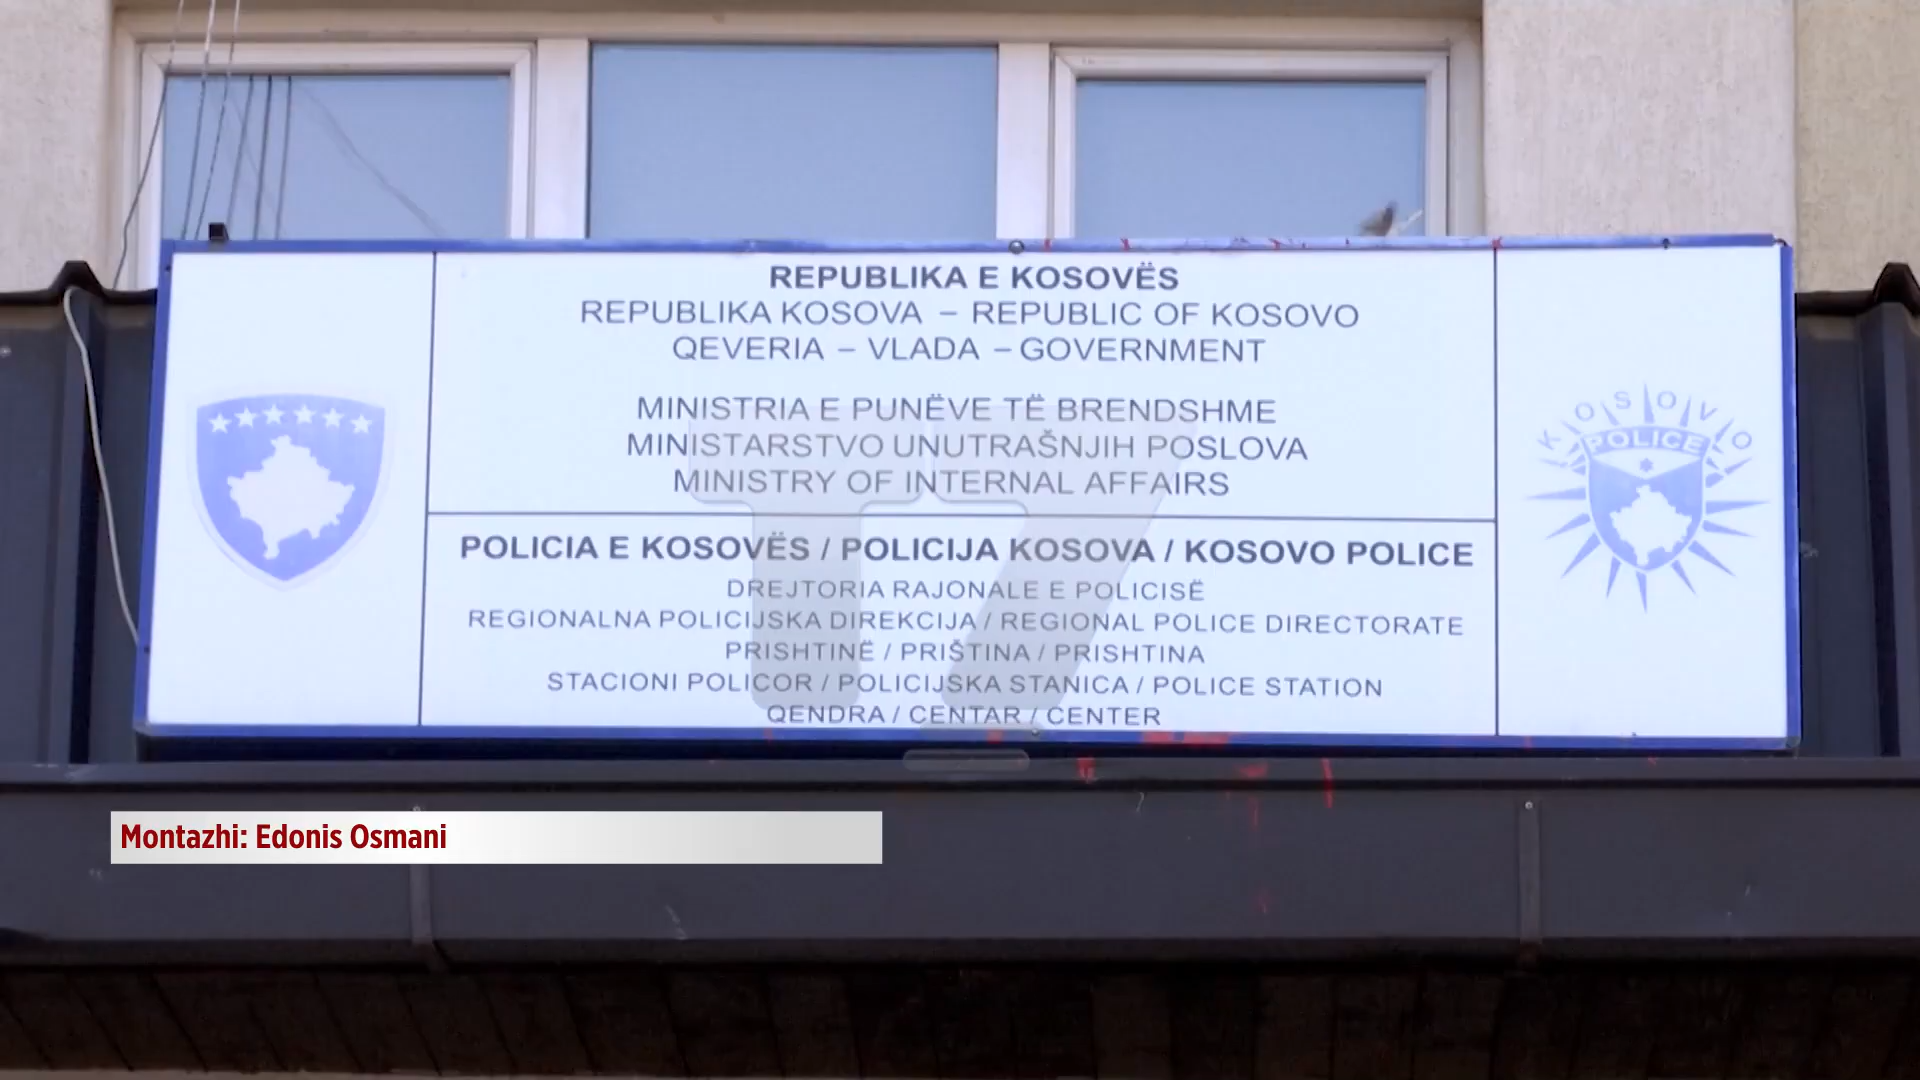 REPUBLIKA E KOSOVËS
REPUBLIKA KOSOVA – REPUBLIC OF KOSOVO
QEVERIA – VLADA – GOVERNMENT
MINISTRIA E PUNËVE TË BRENDSHME
MINISTARSTVO UNUTRAŠNJIH POSLOVA
MINISTRY OF INTERNAL AFFAIRS
KOSOVO
POLICE
POLICIA E KOSOVËS / POLICIJA KOSOVA / KOSOVO POLICE
DREJTORIA RAJONALE E POLICISË
REGIONALNA POLICIJSKA DIREKCIJA / REGIONAL POLICE DIRECTORATE
PRISHTINË / PRIŠTINA / PRISHTINA
STACIONI POLICOR / POLICIJSKA STANICA / POLICE STATION
QENDRA / CENTAR / CENTER
T7
Montazhi: Edonis Osmani